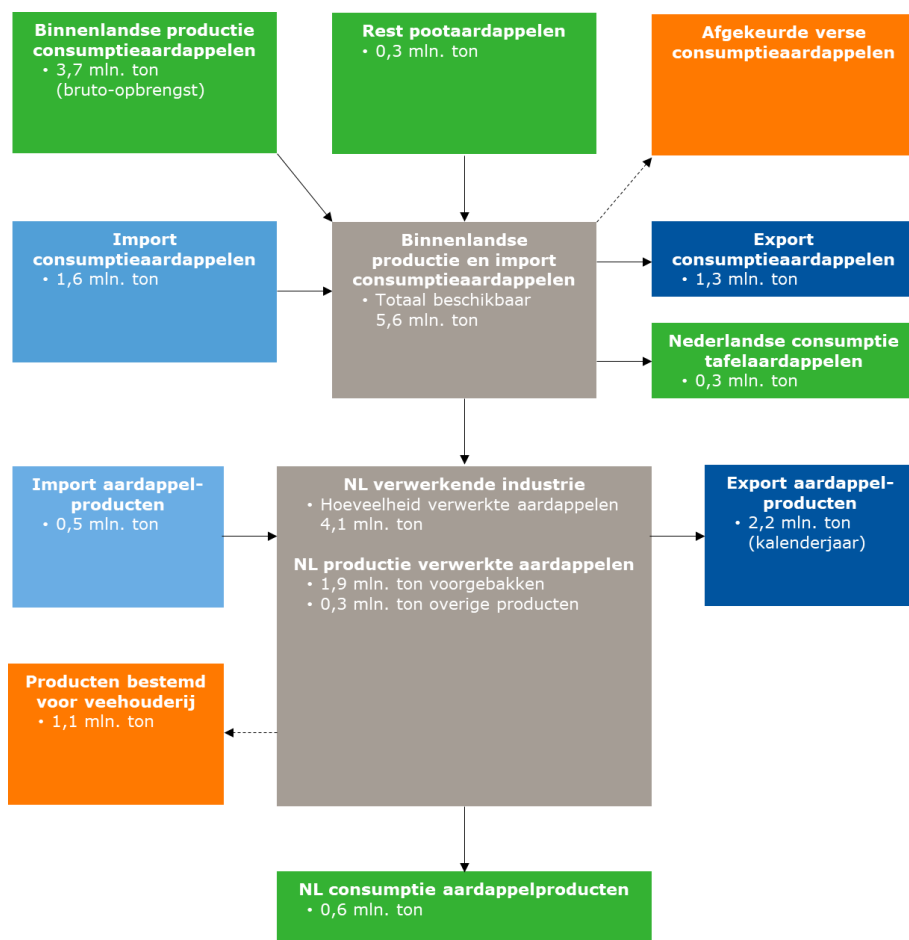 Binnenlandse productie
consumptieaardappelen
• 3,7 mln. ton
(bruto-opbrengst)
Rest pootaardappelen
• 0,3 mln. ton
Afgekeurde verse
consumptieaardappelen
Import
consumptieaardappelen
• 1,6 mln. ton
Binnenlandse
productie en import
consumptieaardappelen
• Totaal beschikbaar
5,6 mln. ton
Export
consumptieaardappelen
• 1,3 mln. ton
Nederlandse consumptie
tafelaardappelen
• 0,3 mln. ton
Import aardappel-
producten
• 0,5 mln. ton
NL verwerkende industrie
• Hoeveelheid verwerkte aardappelen
4,1 mln. ton
NL productie verwerkte aardappelen
• 1,9 mln. ton voorgebakken
• 0,3 mln. ton overige producten
Export aardappel-
producten
• 2,2 mln. ton
(kalenderjaar)
Producten bestemd
voor veehouderij
• 1,1 mln. ton
NL consumptie aardappelproducten
• 0,6 mln. ton